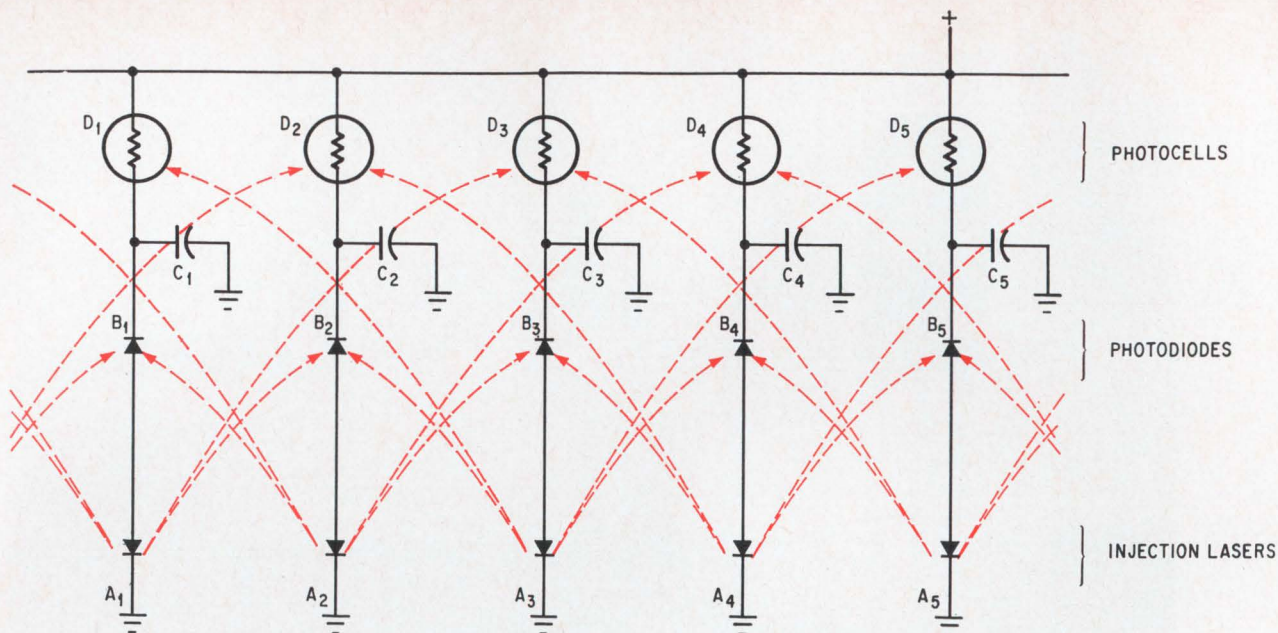 +
D1 D2 D3 D4 D5
PHOTOCELLS
C1 C2 C3 C4 C5
B1 B2 B3 B4 B5
PHOTODIODES
INJECTION LASERS
A1 A2 A3 A4 A5